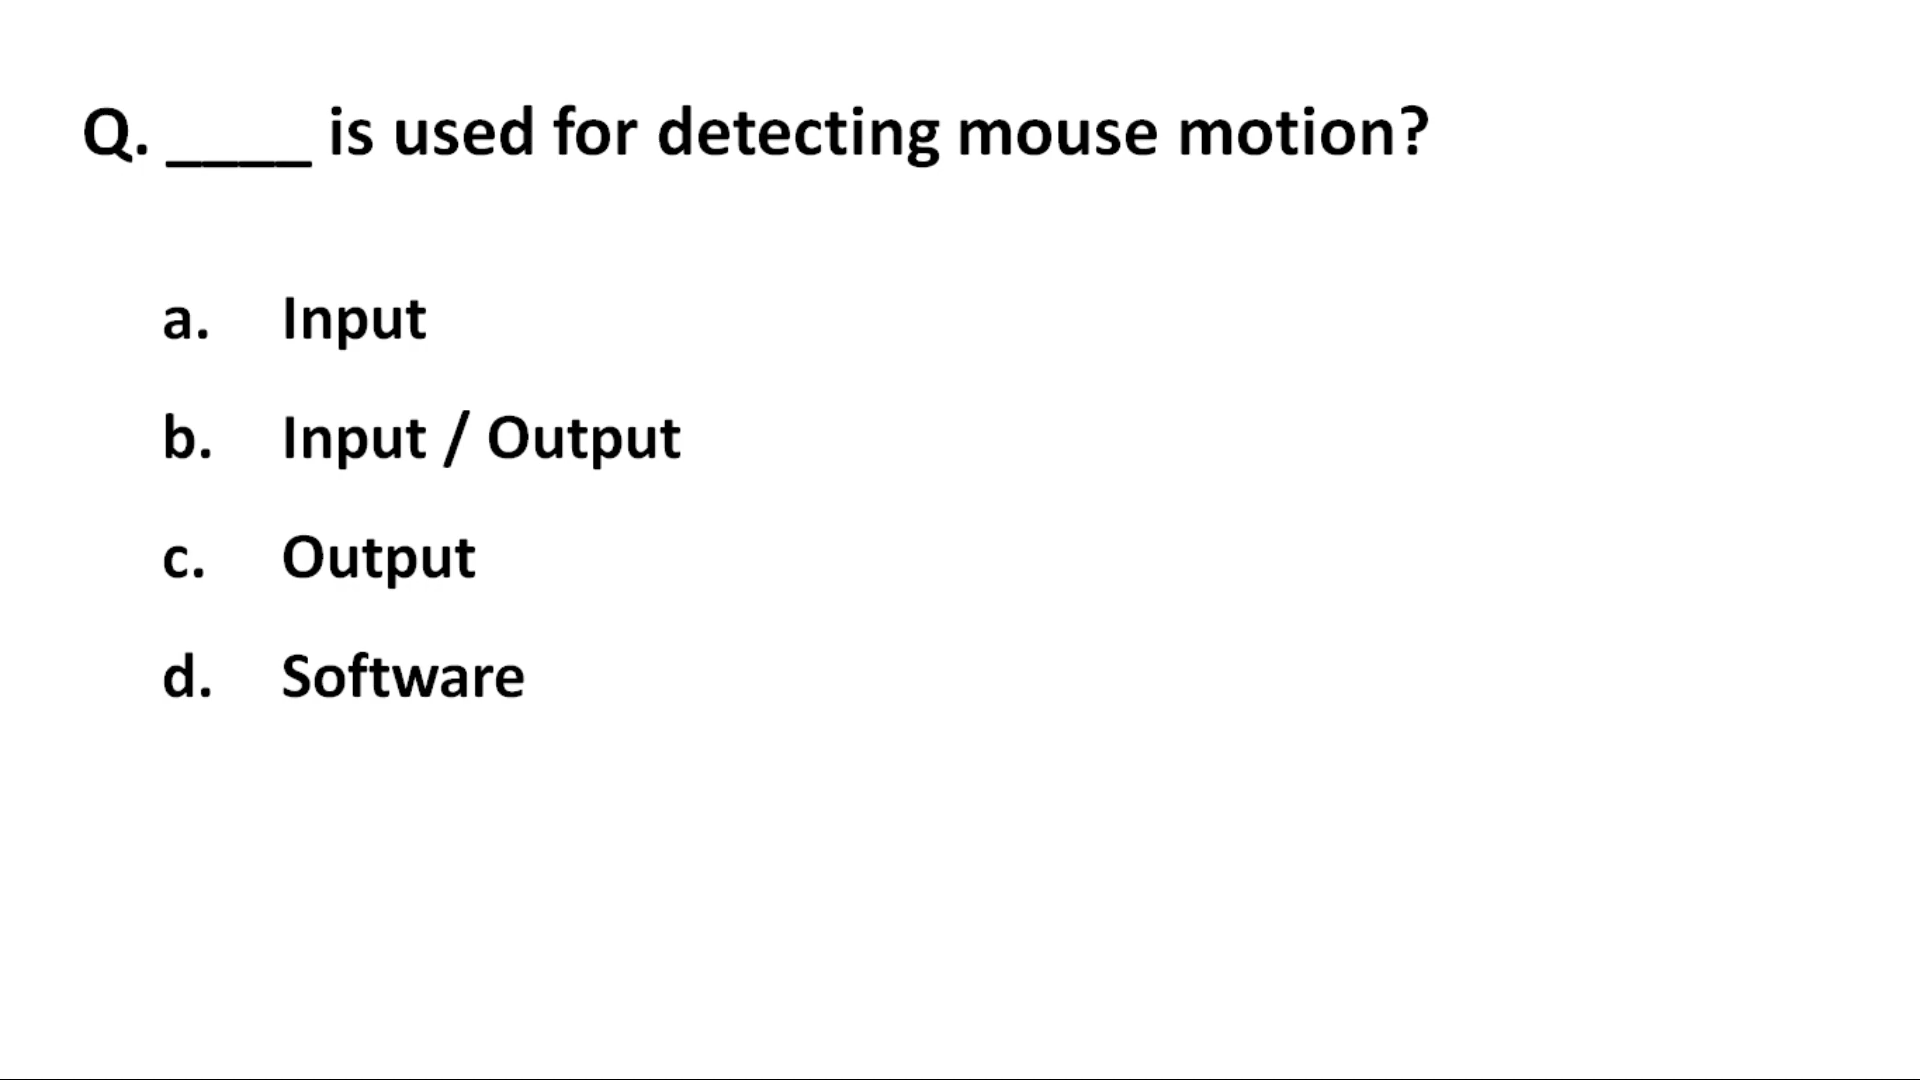 Q. ____ is used for detecting mouse motion?
a. Input
b. Input / Output
c. Output
d. Software